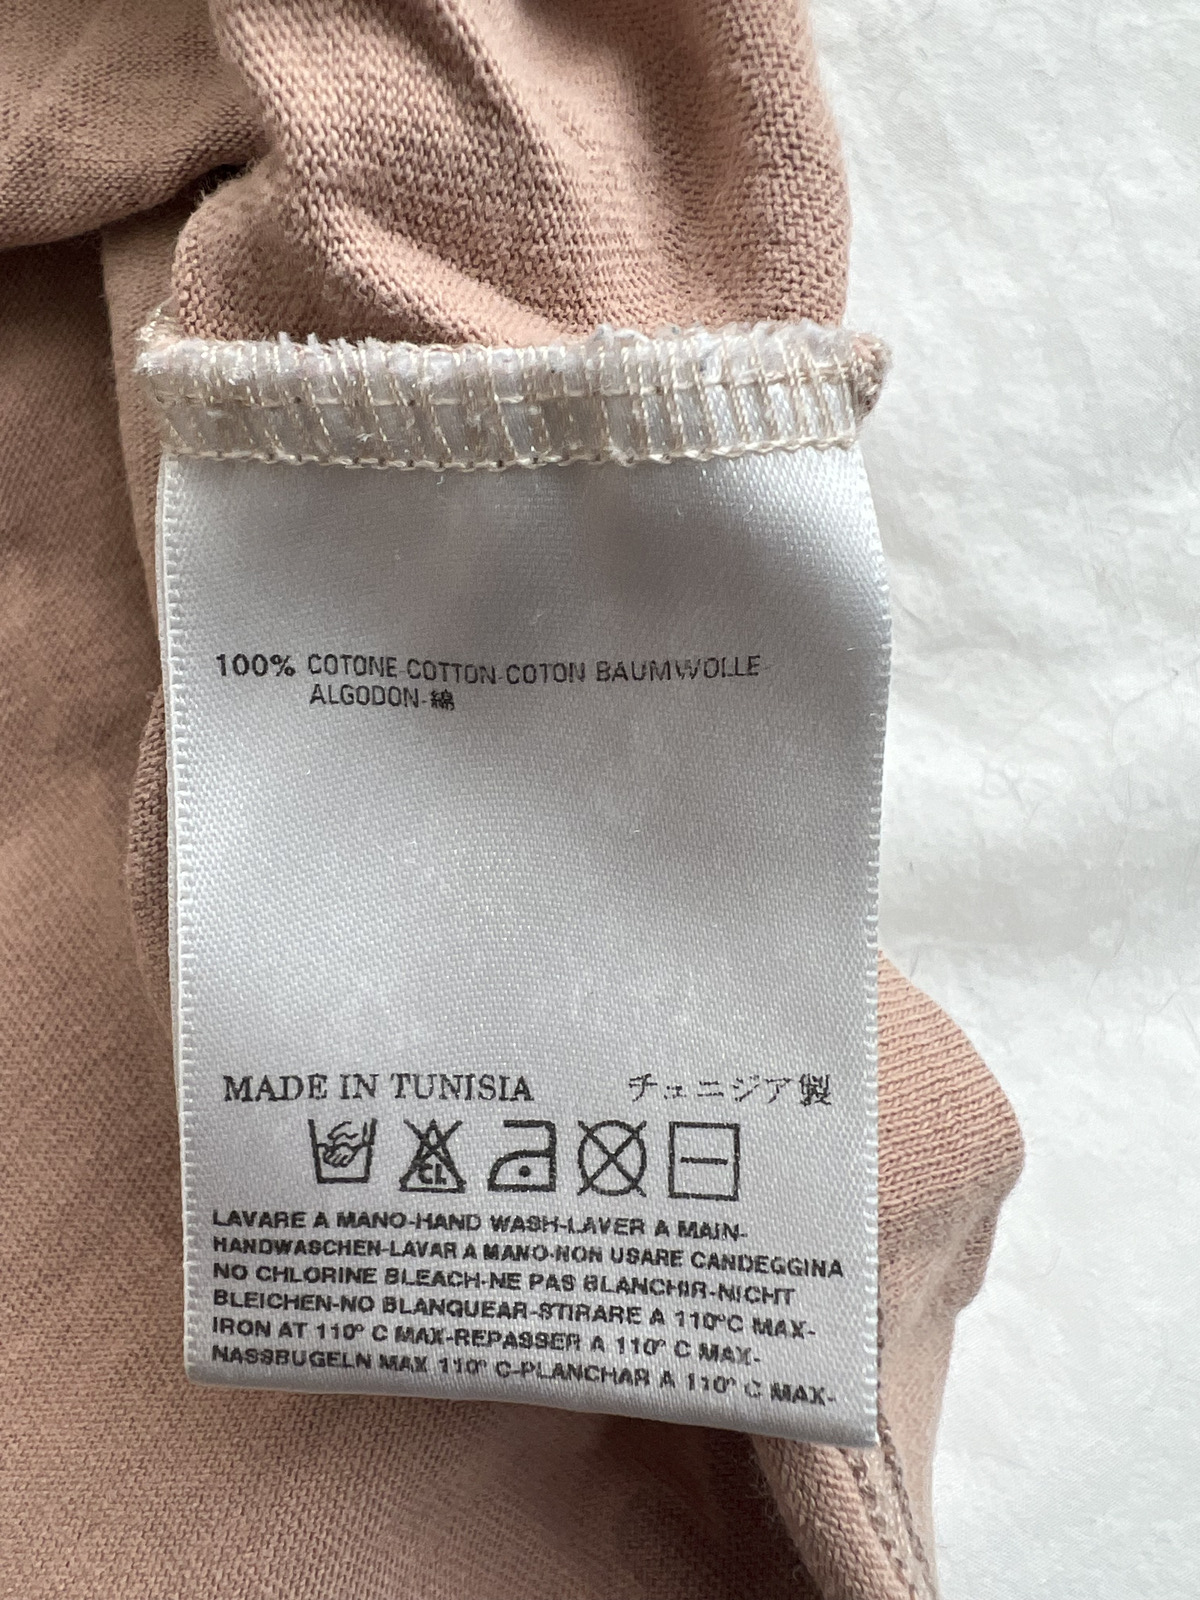 100% COTONE-COTTON-COTON BAUMWOLLE-
ALGODON-綿
MADE IN TUNISIA チュニジア製
CL
LAVARE A MANO-HAND WASH-LAVER A MAIN-
HANDWASCHEN-LAVAR A MANO-NON USARE CANDEGGINA
NO CHLORINE BLEACH-NE PAS BLANCHIR-NICHT
BLEICHEN-NO BLANQUEAR-STIRARE A 110°C MAX-
IRON AT 110° C MAX-REPASSER A 110° C MAX-
NASSBUGELN MAX 110° C-PLANCHAR A 110° C MAX-